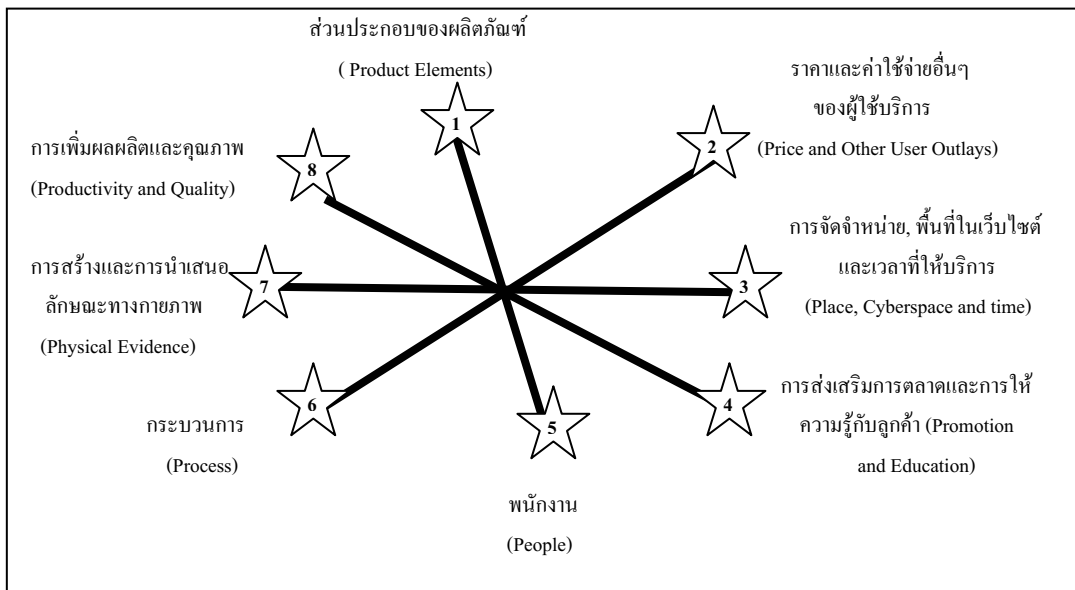 ส่วนประกอบของผลิตภัณฑ์
( Product Elements)
1
ราคาและค่าใช้จ่ายอื่นๆ
ของผู้ใช้บริการ
(Price and Other User Outlays)
2
การจัดจำหน่าย, พื้นที่ในเว็บไซต์
และเวลาที่ให้บริการ
(Place, Cyberspace and time)
3
การส่งเสริมการตลาดและการให้
ความรู้กับลูกค้า (Promotion
and Education)
4
5
พนักงาน
(People)
6
กระบวนการ
(Process)
7
การสร้างและการนำเสนอ
ลักษณะทางกายภาพ
(Physical Evidence)
8
การเพิ่มผลผลิตและคุณภาพ
(Productivity and Quality)